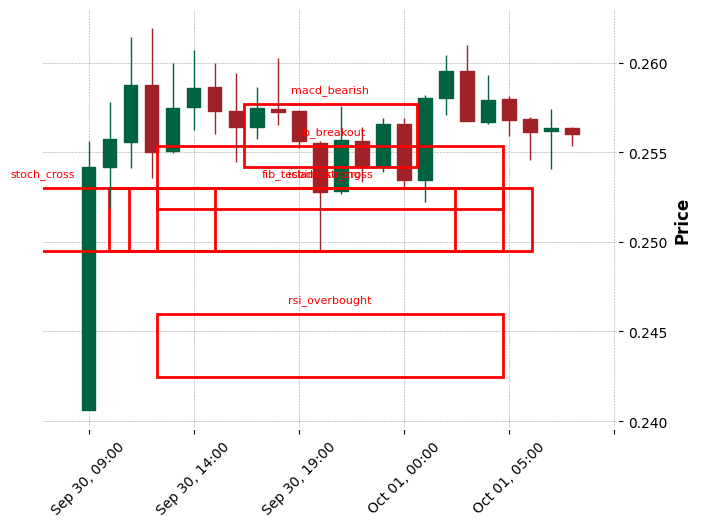 macd_bearish
fib_breakout
stoch_cross
rsi_overbought
0.260
0.255
0.250
0.245
0.240
Price
Sep 30, 09:00
Sep 30, 14:00
Sep 30, 19:00
Oct 01, 00:00
Oct 01, 05:00